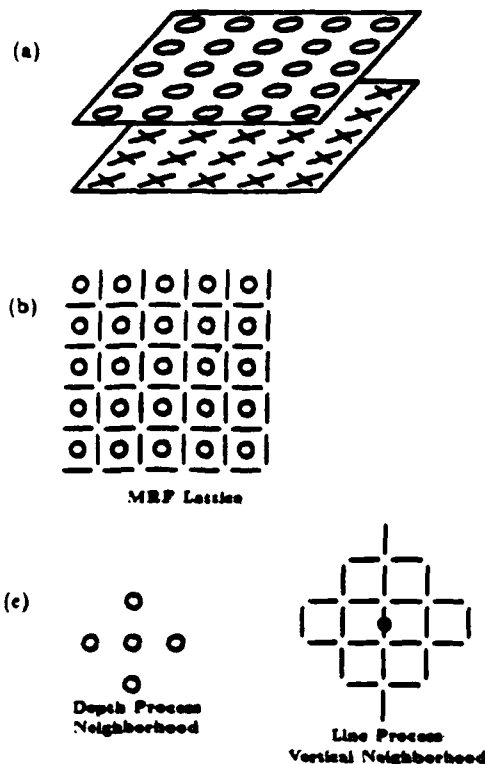 (a)
(b)
MRF Lattice
(c)
Depth Process
Neighborhood
Line Process
Vertical Neighborhood